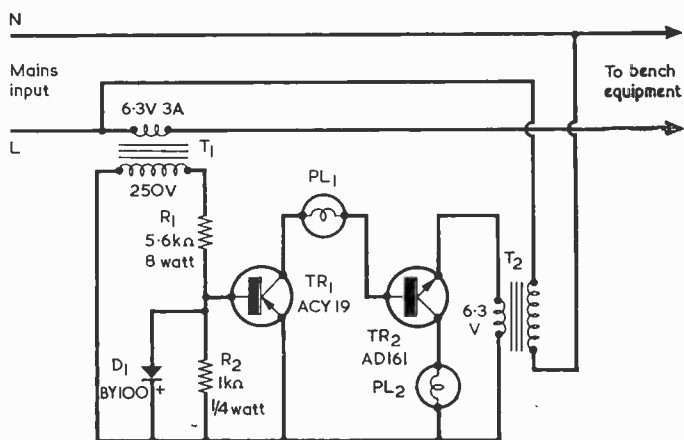 N
Mains
input
L
6·3V 3A
T1
250V
R1
5·6kΩ
8 watt
PL1
TR1
ACY19
D1
BY100
+
R2
1kΩ
1/4 watt
TR2
AD161
PL2
6·3
V
T2
To bench
equipment